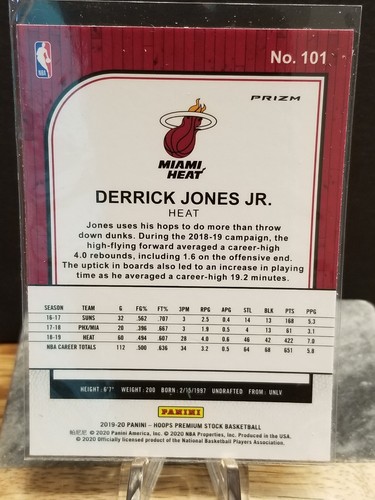 No. 101
NBA
PRIZM
MIAMI
HEAT
DERRICK JONES JR.
HEAT
Jones uses his hops to do more than throw
down dunks. During the 2018-19 campaign, the
high-flying forward averaged a career-high
4.0 rebounds, including 1.6 on the offensive end.
The uptick in boards also led to an increase in playing
time as he averaged a career-high 19.2 minutes.
SEASON TEAM G FG% FT% 3PM RPG APG STL BLK PTS PPG
16-17 SUNS 32 .562 .707 3 2.5 0.4 14 13 168 5.3
17-18 PHX/MIA 20 .396 .667 3 1.9 0.5 4 13 61 3.1
18-19 HEAT 60 .494 .607 28 4.0 0.6 46 42 422 7.0
NBA CAREER TOTALS 112 .500 .636 34 3.2 0.5 64 68 651 5.8
HEIGHT: 6'7" WEIGHT: 200 BORN: 2/15/1997 UNDRAFTED FROM: UNLV
PANINI
2019-20 PANINI – HOOPS PREMIUM STOCK BASKETBALL
帕尼尼 © 2020 Panini America, Inc. © 2020 NBA Properties, Inc. Produced in the USA.
© 2020 Officially licensed product of the National Basketball Players Association.